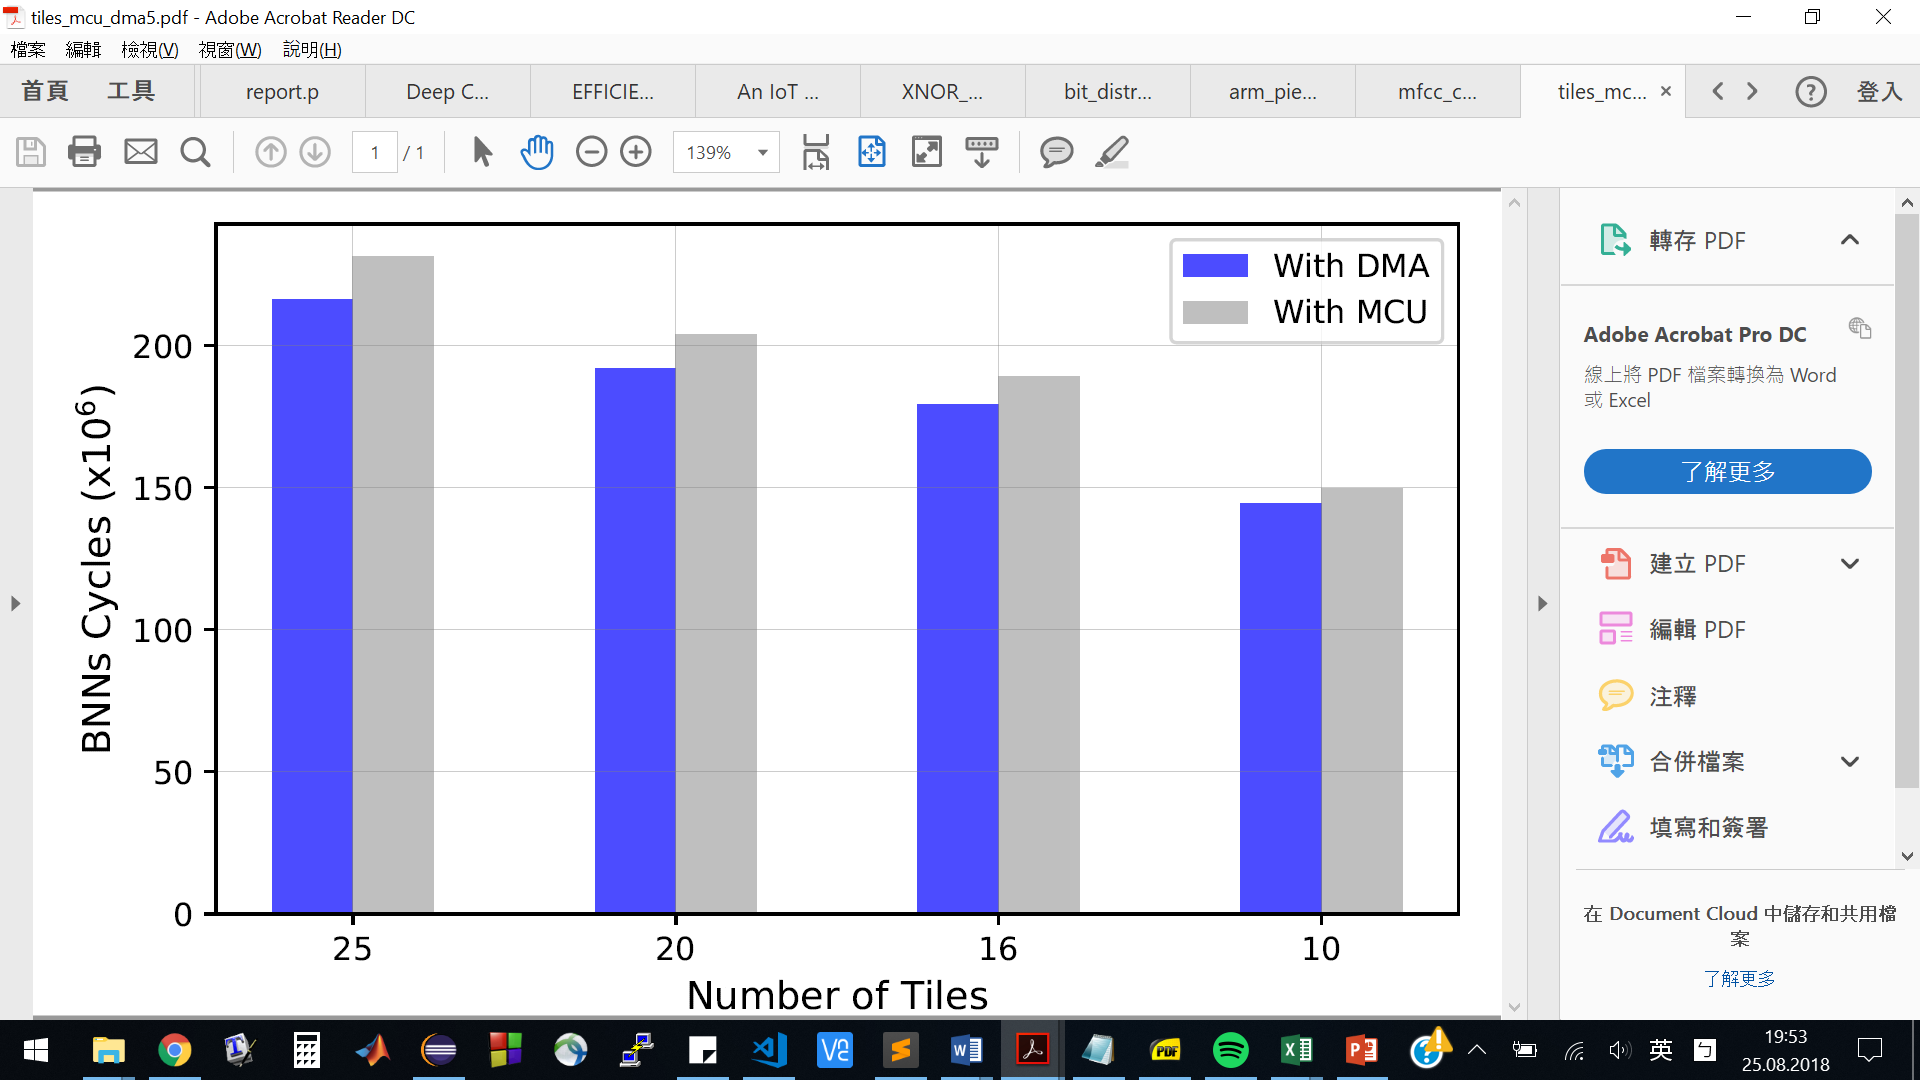 tiles_mcu_dma5.pdf - Adobe Acrobat Reader DC
檔案 編輯 檢視(V) 視窗(W) 說明(H)
首頁 工具 report.p Deep C... EFFICIE... An IoT ... XNOR_... bit_distr... arm_pie... mfcc_c... tiles_mc... × ? 登入
1 / 1 139%
With DMA
With MCU
200
150
100
50
0
BNNs Cycles (x10⁶)
25 20 16 10
Number of Tiles
轉存 PDF
Adobe Acrobat Pro DC
線上將 PDF 檔案轉換為 Word
或 Excel
了解更多
建立 PDF
編輯 PDF
注釋
合併檔案
填寫和簽署
在 Document Cloud 中儲存和共用檔
案
了解更多
PDF
英 ㄅ
19:53
25.08.2018